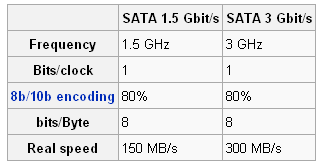 SATA 1.5 Gbit/s SATA 3 Gbit/s
Frequency 1.5 GHz 3 GHz
Bits/clock 1 1
8b/10b encoding 80% 80%
bits/Byte 8 8
Real speed 150 MB/s 300 MB/s